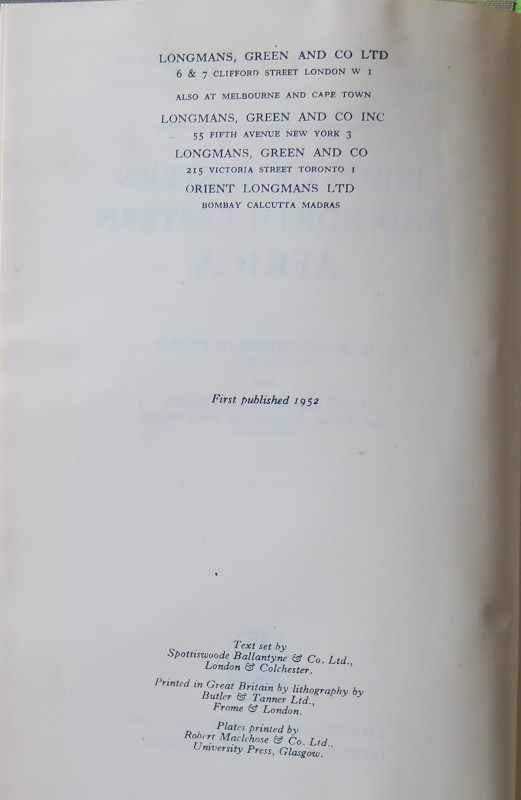 LONGMANS, GREEN AND CO LTD
6 & 7 CLIFFORD STREET LONDON W 1
ALSO AT MELBOURNE AND CAPE TOWN
LONGMANS, GREEN AND CO INC
55 FIFTH AVENUE NEW YORK 3
LONGMANS, GREEN AND CO
215 VICTORIA STREET TORONTO 1
ORIENT LONGMANS LTD
BOMBAY CALCUTTA MADRAS
First published 1952
Text set by
Spottiswoode Ballantyne & Co. Ltd.,
London & Colchester.
Printed in Great Britain by lithography by
Butler & Tanner Ltd.,
Frome & London.
Plates printed by
Robert Maclehose & Co. Ltd.,
University Press, Glasgow.